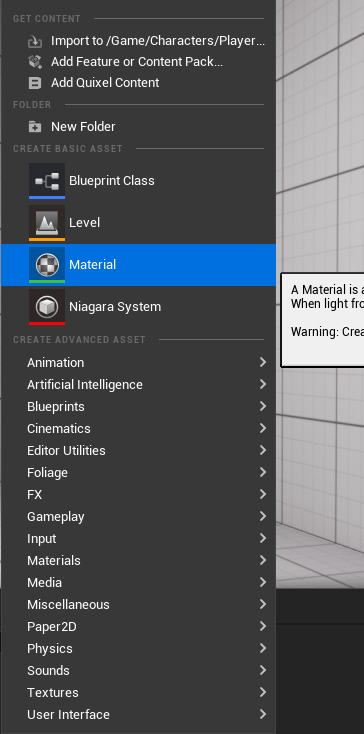 GET CONTENT
Import to /Game/Characters/Player...
Add Feature or Content Pack...
Add Quixel Content
FOLDER
New Folder
CREATE BASIC ASSET
Blueprint Class
Level
Material
A Material is a
When light fro
Warning: Crea
Niagara System
CREATE ADVANCED ASSET
Animation
Artificial Intelligence
Blueprints
Cinematics
Editor Utilities
Foliage
FX
Gameplay
Input
Materials
Media
Miscellaneous
Paper2D
Physics
Sounds
Textures
User Interface